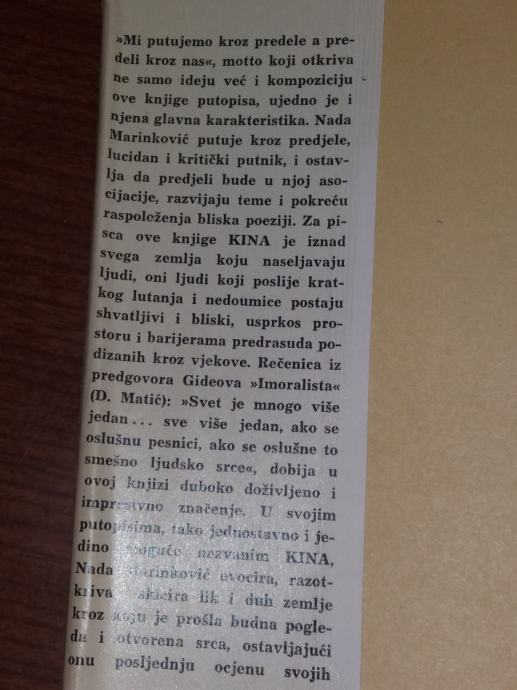 »Mi putujemo kroz predele a pre-
deli kroz nas«, motto koji otkriva
ne samo ideju već i kompoziciju
ove knjige putopisa, ujedno je i
njena glavna karakteristika. Nada
Marinković putuje kroz predjele,
lucidan i kritički putnik, i ostav-
lja da predjeli bude u njoj aso-
cijacije, razvijaju teme i pokreću
raspoloženja bliska poeziji. Za pi-
sca ove knjige KINA je iznad
svega zemlja koju naseljavaju
ljudi, oni ljudi koji poslije krat-
kog lutanja i nedoumice postaju
shvatljivi i bliski, usprkos pro-
storu i barijerama predrasuda po-
dizanih kroz vjekove. Rečenica iz
predgovora Gideova »Imoralista«
(D. Matić): »Svet je mnogo više
jedan... sve više jedan, ako se
oslušnu pesnici, ako se oslušne to
smešno ljudsko srce«, dobija u
ovoj knjizi duboko doživljeno i
impresivno značenje. U svojim
putopisima, tako jednostavno i je-
dino moguće nazvanim KINA,
Nada Marinković evocira, razot-
kriva skicira lik i duh zemlje
kroz koju je prošla budna pogle-
da i otvorena srca, ostavljajući
onu posljednju ocjenu svojih